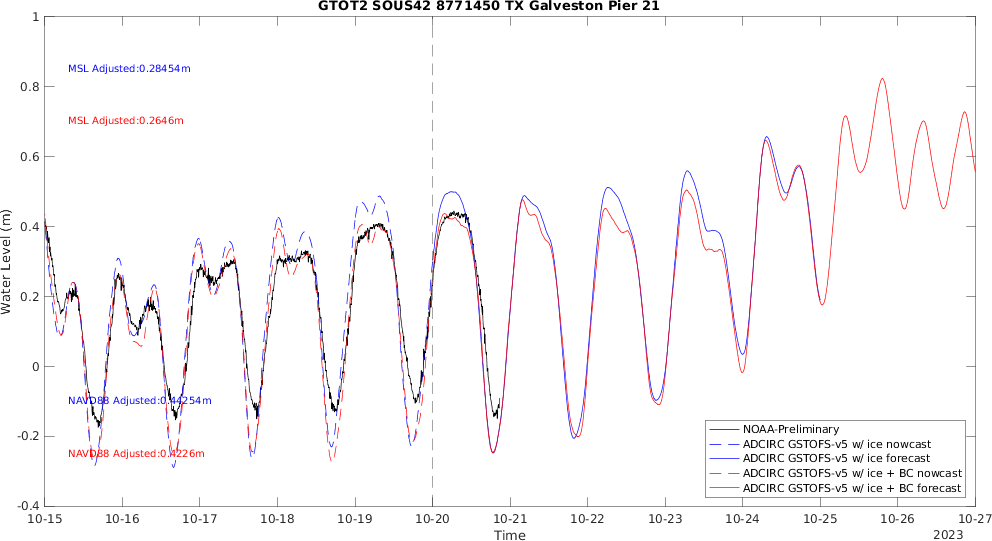 GTOT2 SOUS42 8771450 TX Galveston Pier 21
MSL Adjusted:0.28454m
MSL Adjusted:0.2646m
NAVD88 Adjusted:0.44254m
NAVD88 Adjusted:0.4226m
Water Level (m)
1
0.8
0.6
0.4
0.2
0
-0.2
-0.4
NOAA-Preliminary
ADCIRC GSTOFS-v5 w/ ice nowcast
ADCIRC GSTOFS-v5 w/ ice forecast
ADCIRC GSTOFS-v5 w/ ice + BC nowcast
ADCIRC GSTOFS-v5 w/ ice + BC forecast
10-15 10-16 10-17 10-18 10-19 10-20 10-21 10-22 10-23 10-24 10-25 10-26 10-27
Time
2023